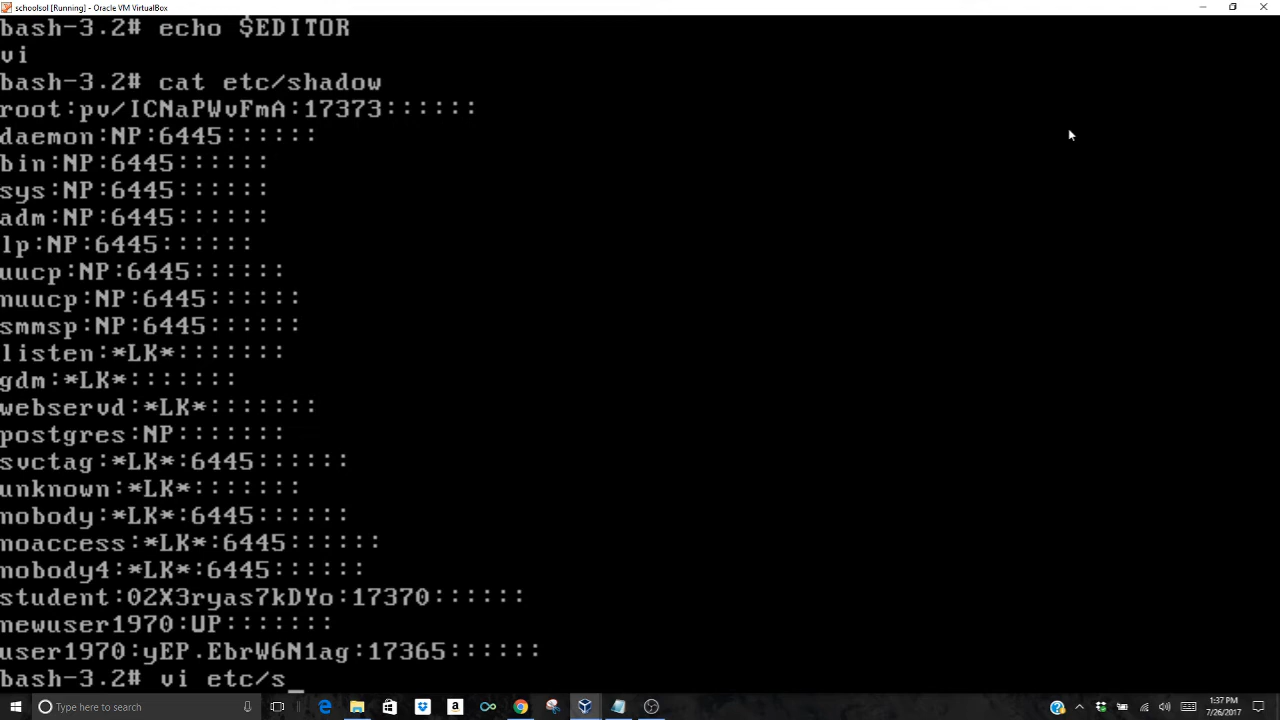 schoolsol [Running] - Oracle VM VirtualBox
bash-3.2# echo $EDITOR
vi
bash-3.2# cat etc/shadow
root:pv/ICNaPWvFmA:17373::::::
daemon:NP:6445::::::
bin:NP:6445::::::
sys:NP:6445::::::
adm:NP:6445::::::
lp:NP:6445::::::
uucp:NP:6445::::::
nuucp:NP:6445::::::
smmsp:NP:6445::::::
listen:*LK*:::::::
gdm:*LK*:::::::
webservd:*LK*:::::::
postgres:NP:::::::
svctag:*LK*:6445::::::
unknown:*LK*:::::::
nobody:*LK*:6445::::::
noaccess:*LK*:6445::::::
nobody4:*LK*:6445::::::
student:02X3ryas7kDYo:17370::::::
newuser1970:UP:::::::
user1970:yEP.EbrW6N1ag:17365::::::
bash-3.2# vi etc/s_
Type here to search
1:37 PM
7/26/2017